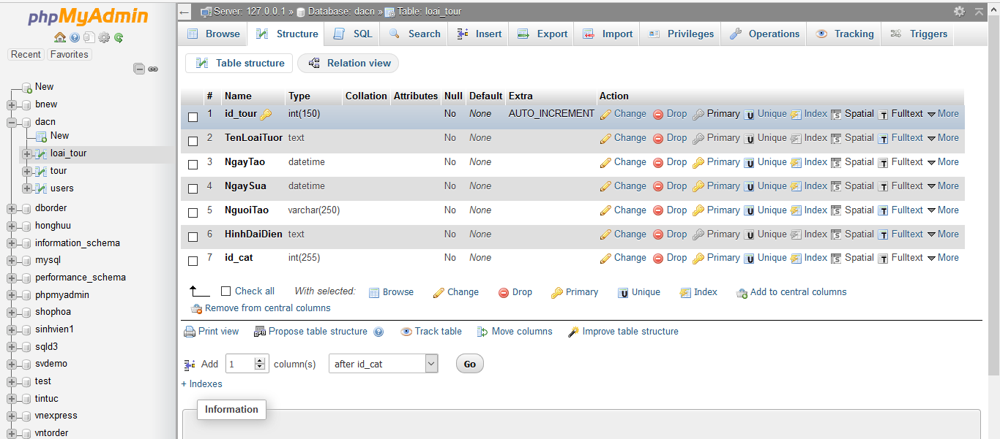 phpMyAdmin
Recent Favorites
New
bnew
dacn
New
loai_tour
tour
users
dborder
honghuu
information_schema
mysql
performance_schema
phpmyadmin
shophoa
sinhvien1
sqld3
svdemo
test
tintuc
vnexpress
vntorder
Server: 127.0.0.1 » Database: dacn » Table: loai_tour
Browse Structure SQL Search Insert Export Import Privileges Operations Tracking Triggers
Table structure Relation view
# Name Type Collation Attributes Null Default Extra Action
1 id_tour int(150) No None AUTO_INCREMENT Change Drop Primary Unique Index Spatial Fulltext More
2 TenLoaiTuor text No None Change Drop Primary Unique Index Spatial Fulltext More
3 NgayTao datetime No None Change Drop Primary Unique Index Spatial Fulltext More
4 NgaySua datetime No None Change Drop Primary Unique Index Spatial Fulltext More
5 NguoiTao varchar(250) No None Change Drop Primary Unique Index Spatial Fulltext More
6 HinhDaiDien text No None Change Drop Primary Unique Index Spatial Fulltext More
7 id_cat int(255) No None Change Drop Primary Unique Index Spatial Fulltext More
Check all With selected: Browse Change Drop Primary Unique Index Add to central columns
Remove from central columns
Print view Propose table structure Track table Move columns Improve table structure
Add 1 column(s) after id_cat Go
+ Indexes
Information